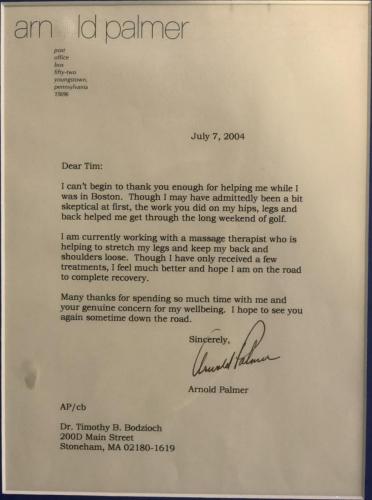 arnold palmer
post
office
box
fifty-two
youngstown,
pennsylvania
15696
July 7, 2004
Dear Tim:
I can't begin to thank you enough for helping me while I
was in Boston. Though I may have admittedly been a bit
skeptical at first, the work you did on my hips, legs and
back helped me get through the long weekend of golf.
I am currently working with a massage therapist who is
helping to stretch my legs and keep my back and
shoulders loose. Though I have only received a few
treatments, I feel much better and hope I am on the road
to complete recovery.
Many thanks for spending so much time with me and
your genuine concern for my wellbeing. I hope to see you
again sometime down the road.
Sincerely,
Arnold Palmer
Arnold Palmer
AP/cb
Dr. Timothy B. Bodzioch
200D Main Street
Stoneham, MA 02180-1619